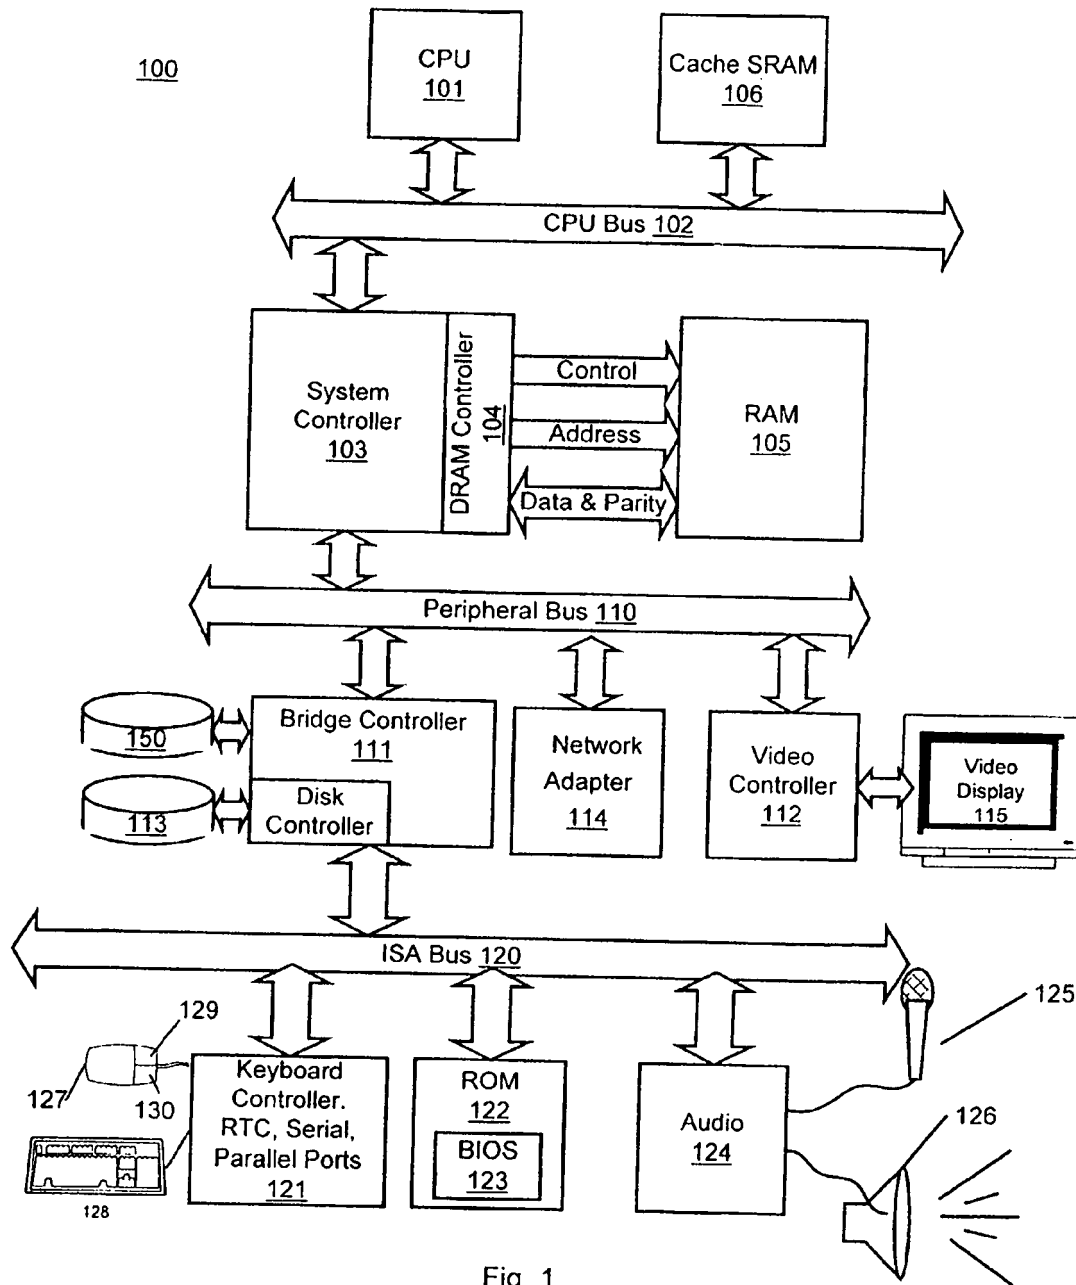 100
CPU
101
Cache SRAM
106
CPU Bus 102
System
Controller
103
DRAM Controller
104
Control
Address
Data & Parity
RAM
105
Peripheral Bus 110
150
113
Bridge Controller
111
Disk
Controller
Network
Adapter
114
Video
Controller
112
Video
Display
115
ISA Bus 120
129
127
130
128
Keyboard
Controller.
RTC, Serial,
Parallel Ports
121
ROM
122
BIOS
123
Audio
124
125
126
Fig. 1